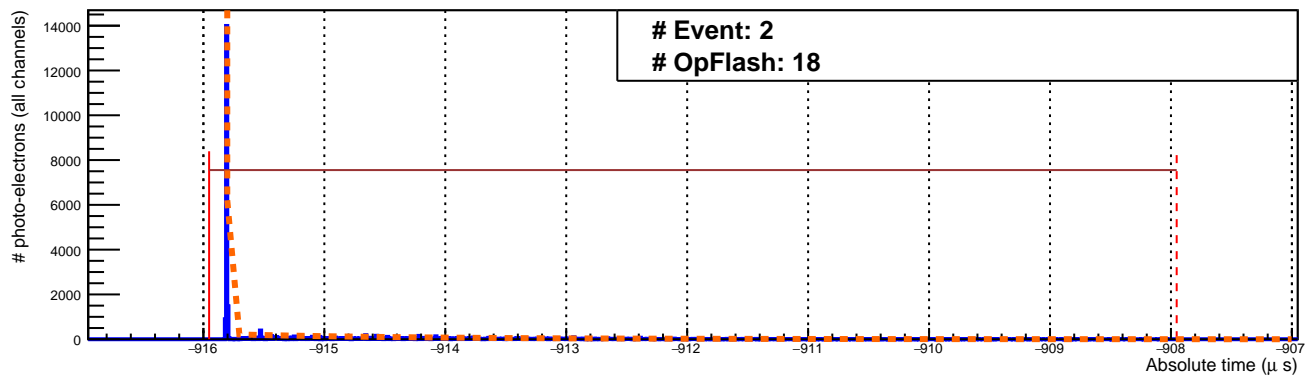 # Event: 2
# OpFlash: 18
# photo-electrons (all channels)
14000
12000
10000
8000
6000
4000
2000
0
−916 −915 −914 −913 −912 −911 −910 −909 −908 −907
Absolute time (μ s)